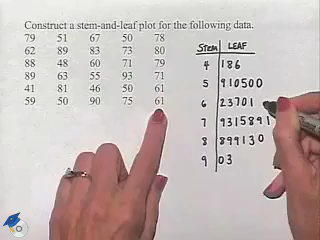 Construct a stem-and-leaf plot for the following data.
79 51 67 50 78
62 89 83 73 80
88 48 60 71 79
89 63 55 93 71
41 81 46 50 61
59 50 90 75 61
STEM LEAF
4 186
5 910500
6 23701
7 9315891
8 899130
9 03